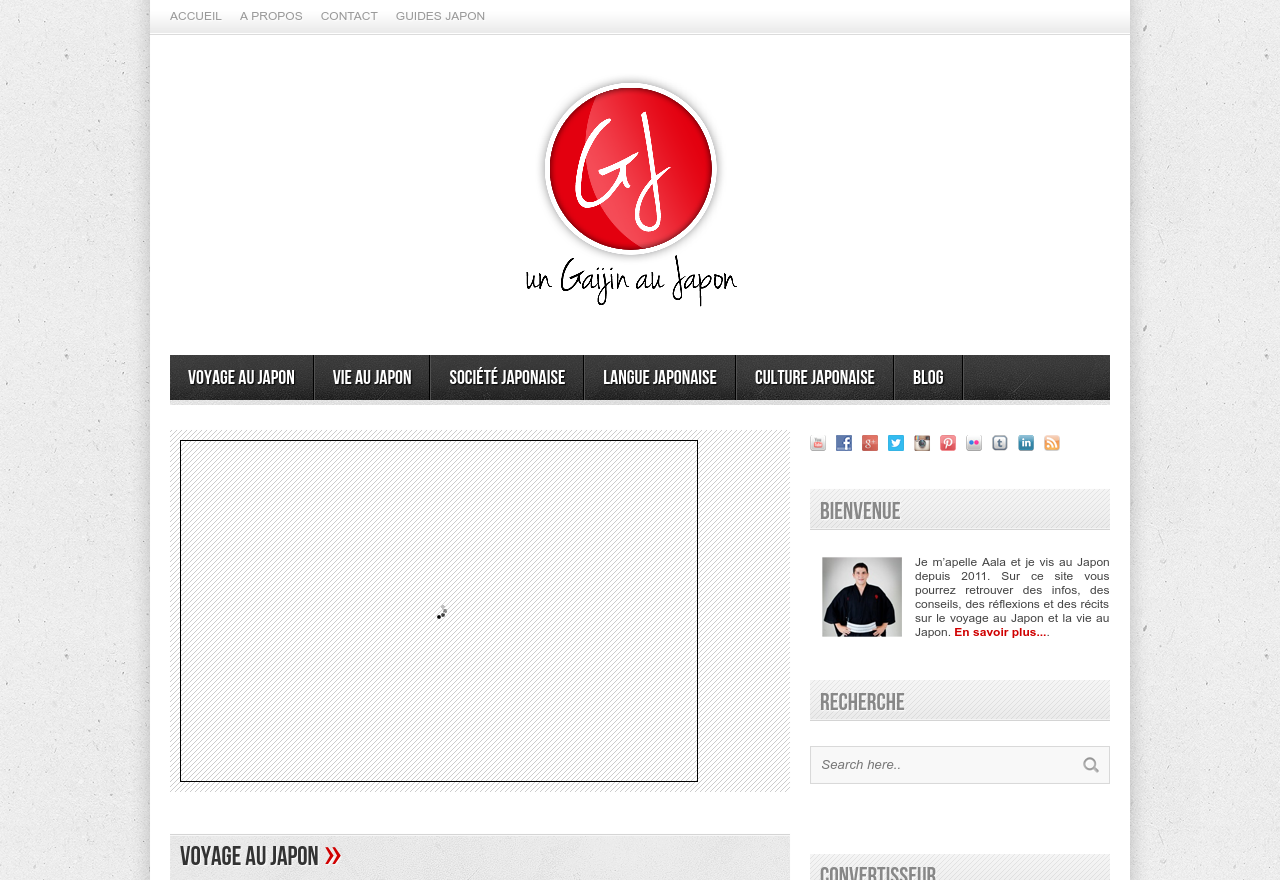 ACCUEIL A PROPOS CONTACT GUIDES JAPON
GJ
un Gaijin au Japon
VOYAGE AU JAPON VIE AU JAPON SOCIÉTÉ JAPONAISE LANGUE JAPONAISE CULTURE JAPONAISE BLOG
BIENVENUE
Je m'apelle Aala et je vis au Japon
depuis 2011. Sur ce site vous
pourrez retrouver des infos, des
conseils, des réflexions et des récits
sur le voyage au Japon et la vie au
Japon. En savoir plus....
RECHERCHE
Search here..
VOYAGE AU JAPON »
CONVERTISSEUR